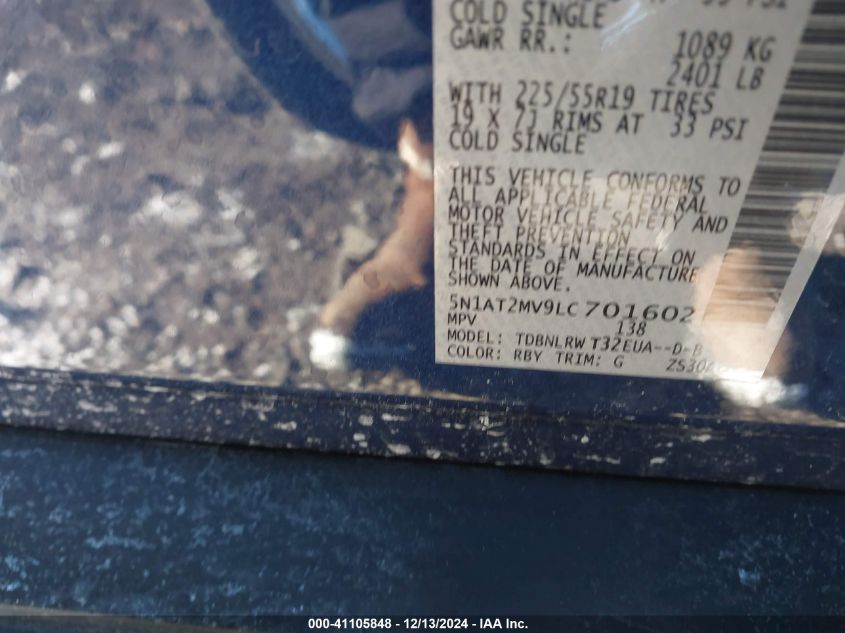 33 PSI
COLD SINGLE
GAWR RR.: 1089 KG
2401 LB
WITH 225/55R19 TIRES
19 X 7J RIMS AT 33 PSI
COLD SINGLE
THIS VEHICLE CONFORMS TO
ALL APPLICABLE FEDERAL
MOTOR VEHICLE SAFETY AND
THEFT PREVENTION
STANDARDS IN EFFECT ON
THE DATE OF MANUFACTURE
SHOWN ABOVE.
5N1AT2MV9LC701602
MPV 138
MODEL: TDBNLRW T32EUA--D-B
COLOR: RBY TRIM: G
000-41105848 - 12/13/2024 - IAA Inc.